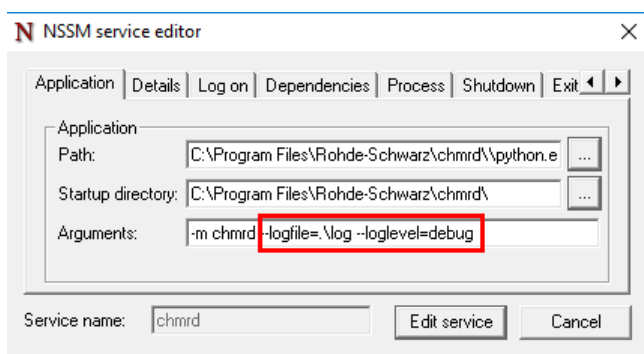 N NSSM service editor
Application Details Log on Dependencies Process Shutdown Exit
Application
Path: C:\Program Files\Rohde-Schwarz\chmrd\\python.e ...
Startup directory: C:\Program Files\Rohde-Schwarz\chmrd\ ...
Arguments: -m chmrd --logfile=.\log --loglevel=debug
Service name: chmrd Edit service Cancel